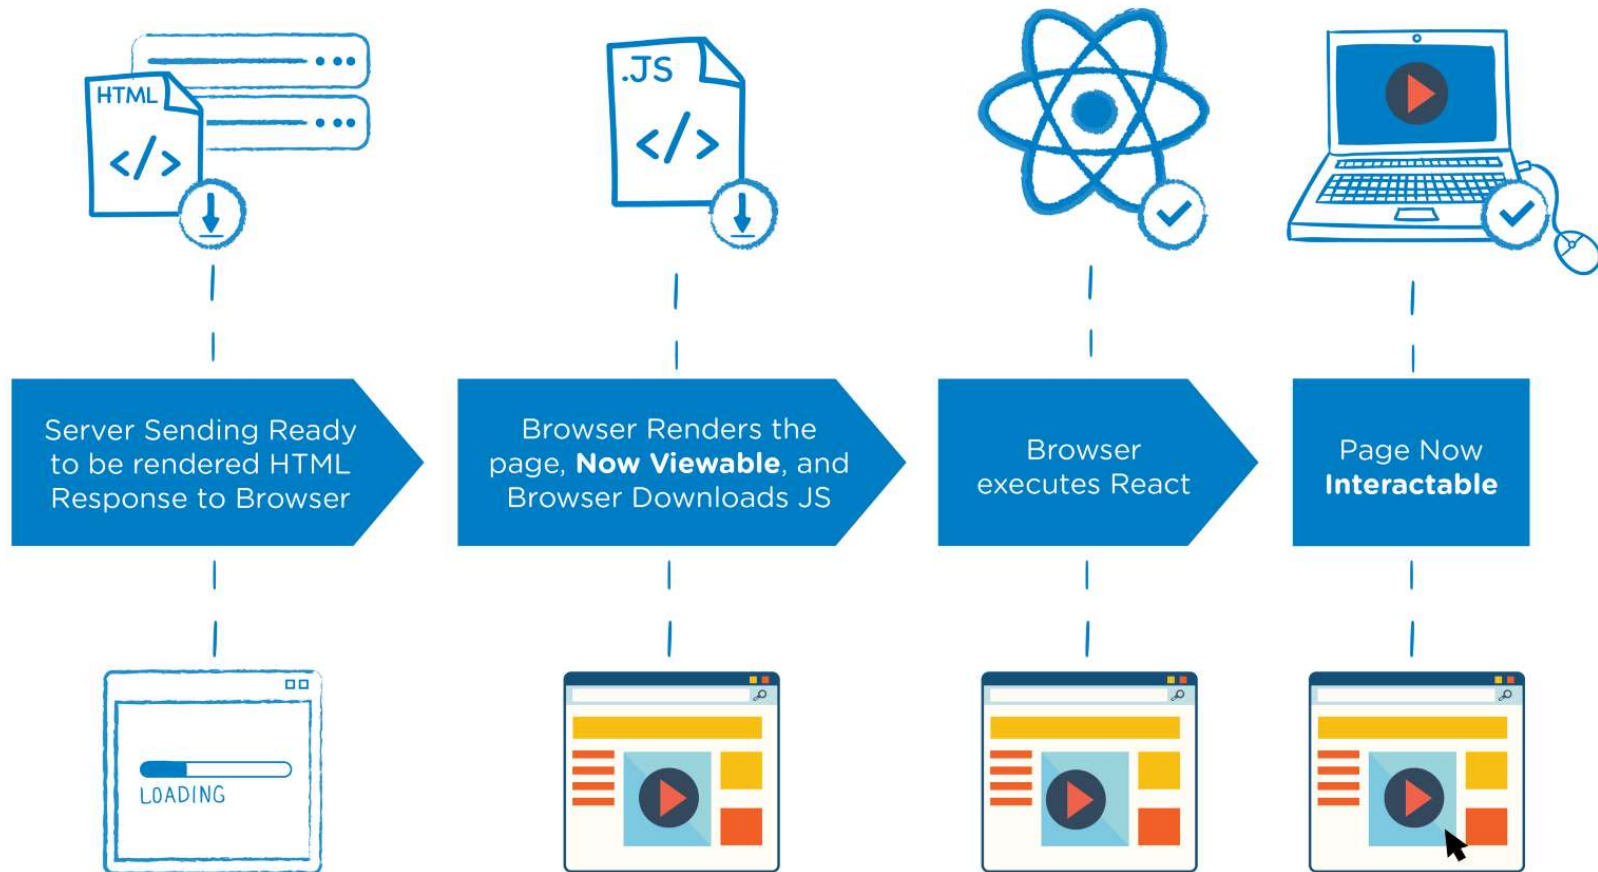 HTML
</>
.JS
</>
Server Sending Ready
to be rendered HTML
Response to Browser
Browser Renders the
page, Now Viewable, and
Browser Downloads JS
Browser
executes React
Page Now
Interactable
LOADING